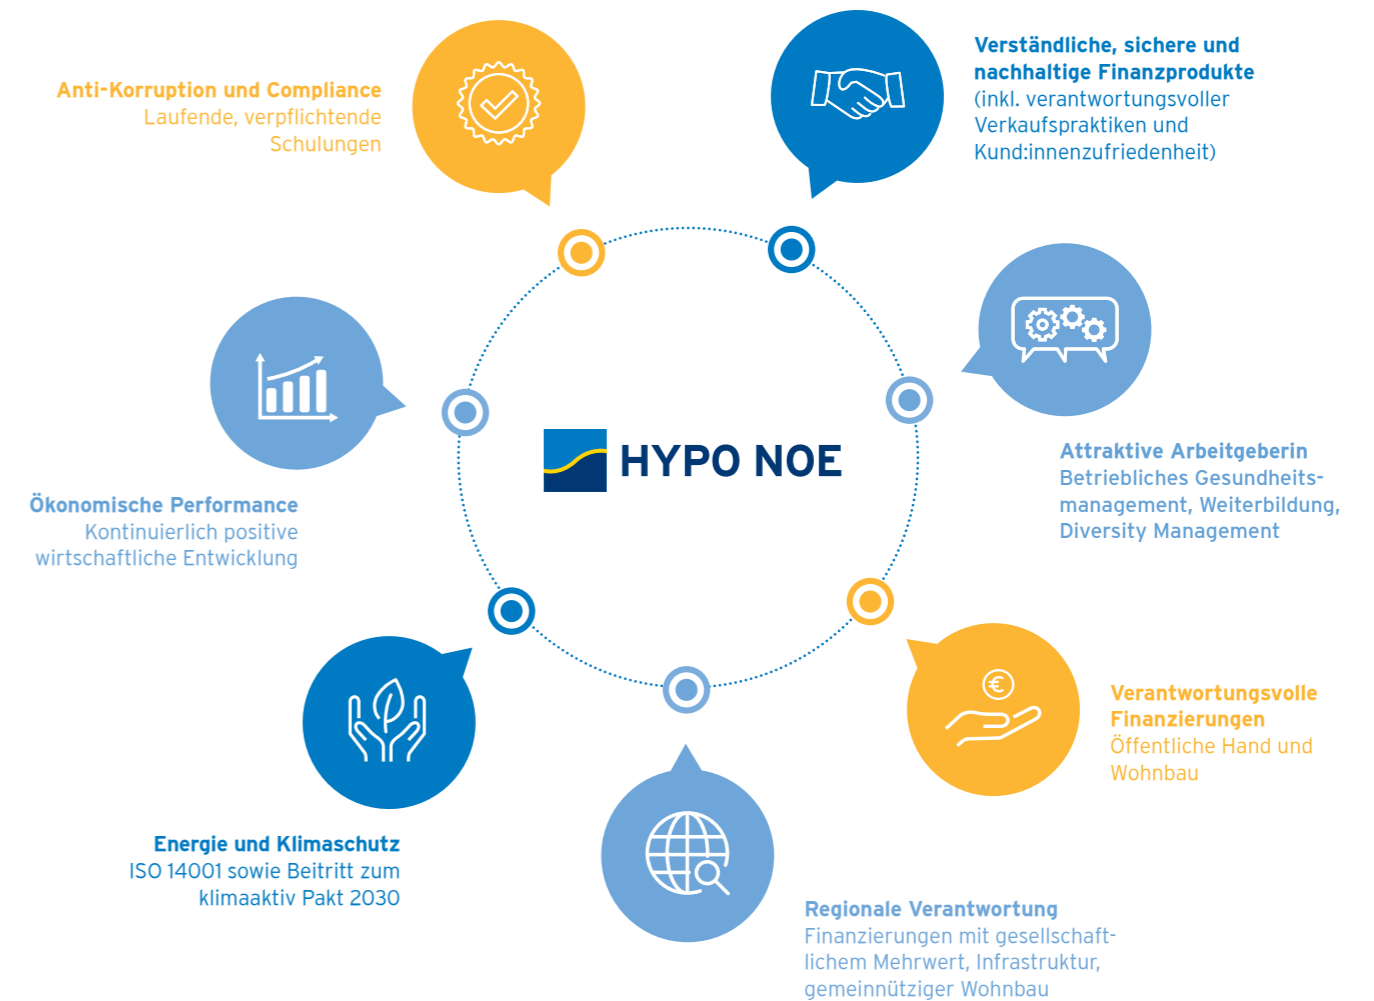 Anti-Korruption und Compliance
Laufende, verpflichtende
Schulungen
Verständliche, sichere und
nachhaltige Finanzprodukte
(inkl. verantwortungsvoller
Verkaufspraktiken und
Kund:innenzufriedenheit)
Attraktive Arbeitgeberin
Betriebliches Gesundheits-
management, Weiterbildung,
Diversity Management
HYPO NOE
Ökonomische Performance
Kontinuierlich positive
wirtschaftliche Entwicklung
€
Verantwortungsvolle
Finanzierungen
Öffentliche Hand und
Wohnbau
Energie und Klimaschutz
ISO 14001 sowie Beitritt zum
klimaaktiv Pakt 2030
Regionale Verantwortung
Finanzierungen mit gesellschaft-
lichem Mehrwert, Infrastruktur,
gemeinnütziger Wohnbau